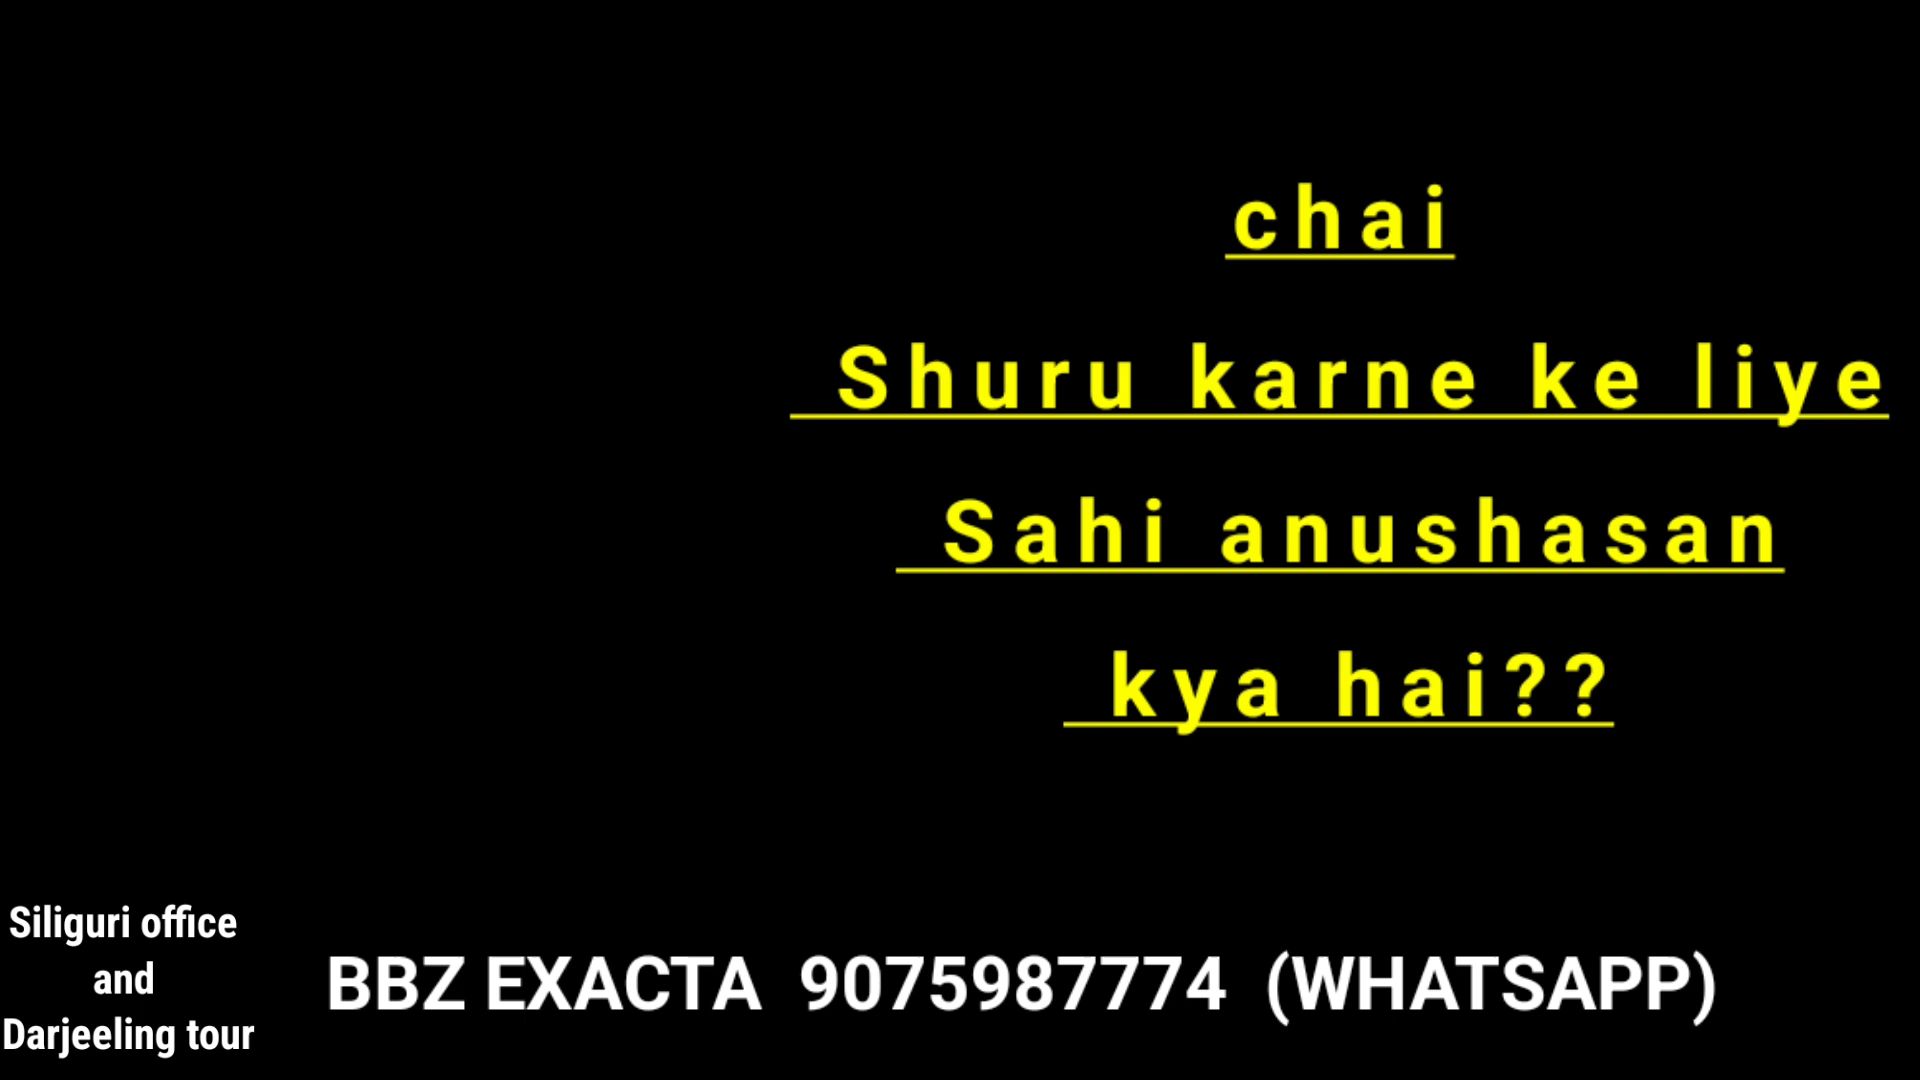 chai
Shuru karne ke liye
Sahi anushasan
kya hai??
Siliguri office
and
Darjeeling tour
BBZ EXACTA 9075987774 (WHATSAPP)